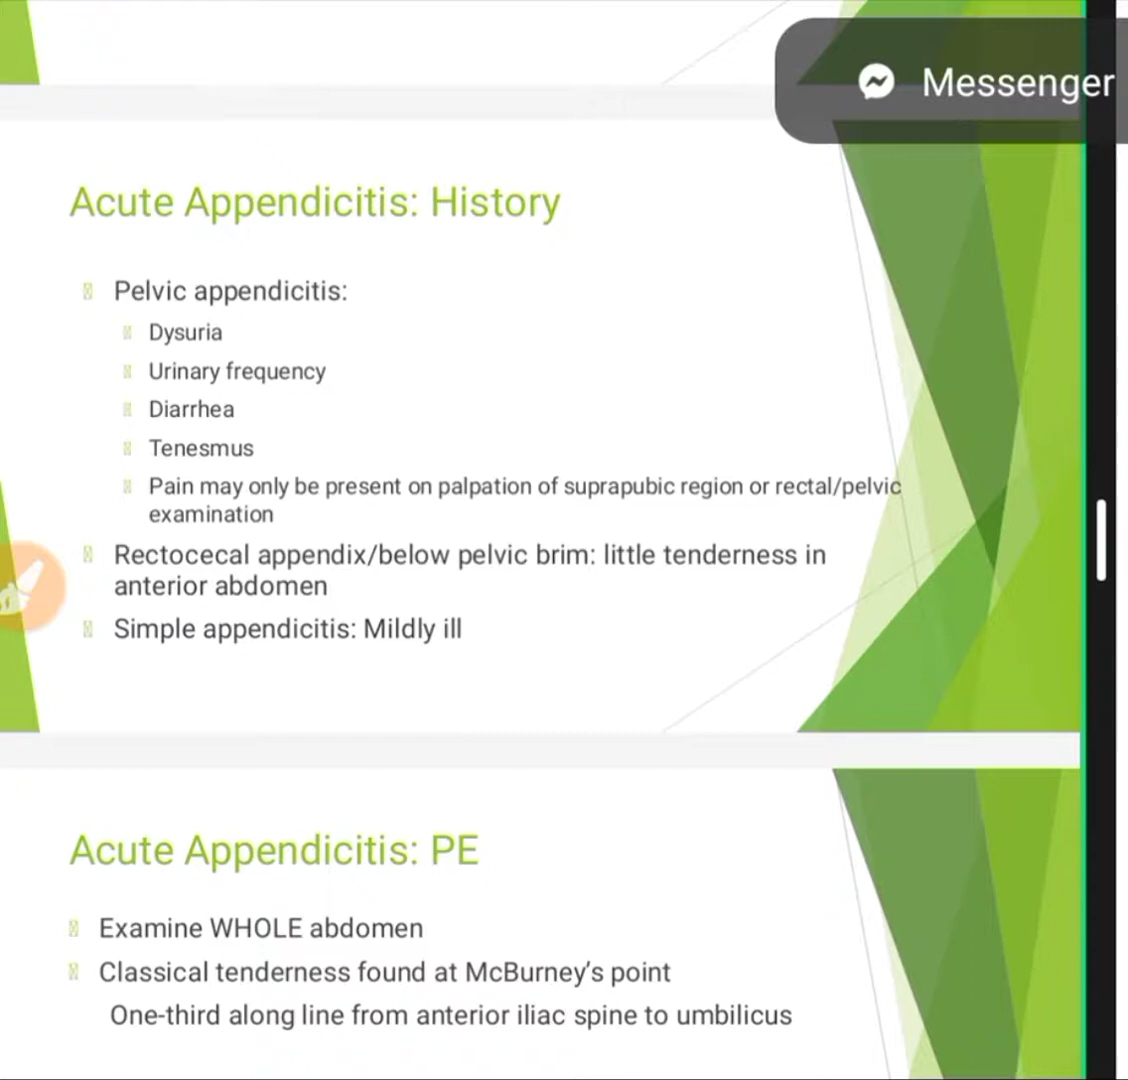 Messenger
Acute Appendicitis: History
Pelvic appendicitis:
Dysuria
Urinary frequency
Diarrhea
Tenesmus
Pain may only be present on palpation of suprapubic region or rectal/pelvic
examination
Rectocecal appendix/below pelvic brim: little tenderness in
anterior abdomen
Simple appendicitis: Mildly ill
Acute Appendicitis: PE
Examine WHOLE abdomen
Classical tenderness found at McBurney’s point
One-third along line from anterior iliac spine to umbilicus